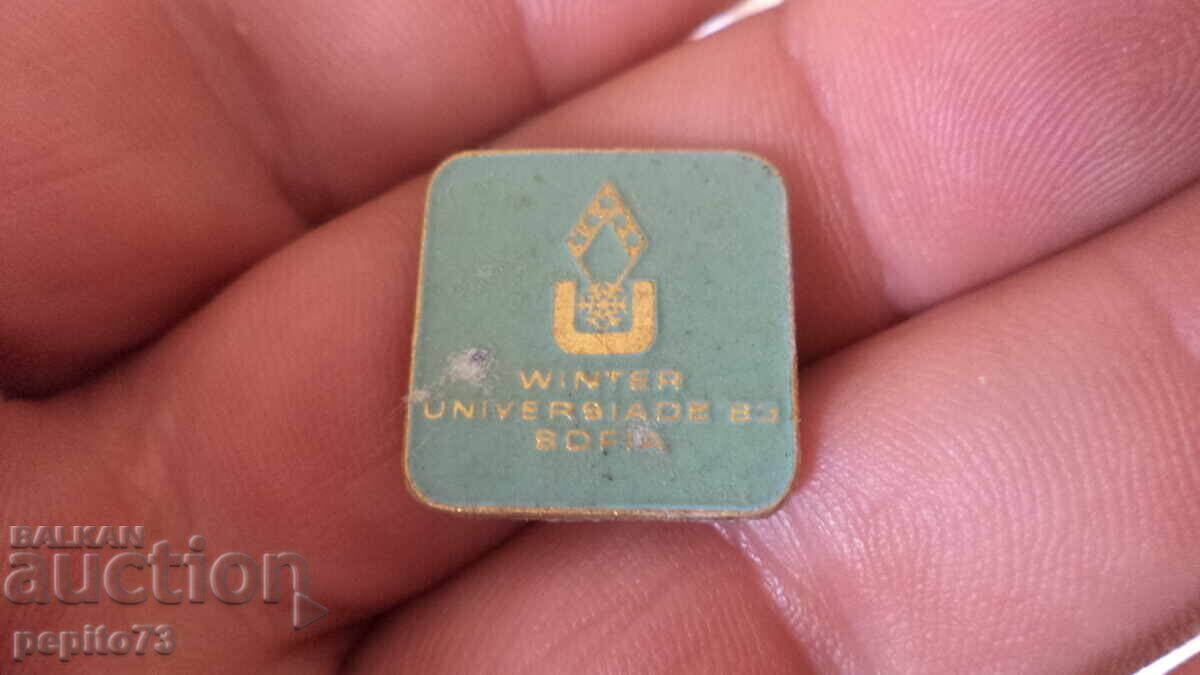 WINTER
UNIVERSIADE 83
SOFIA
BALKAN
auction
pepito73